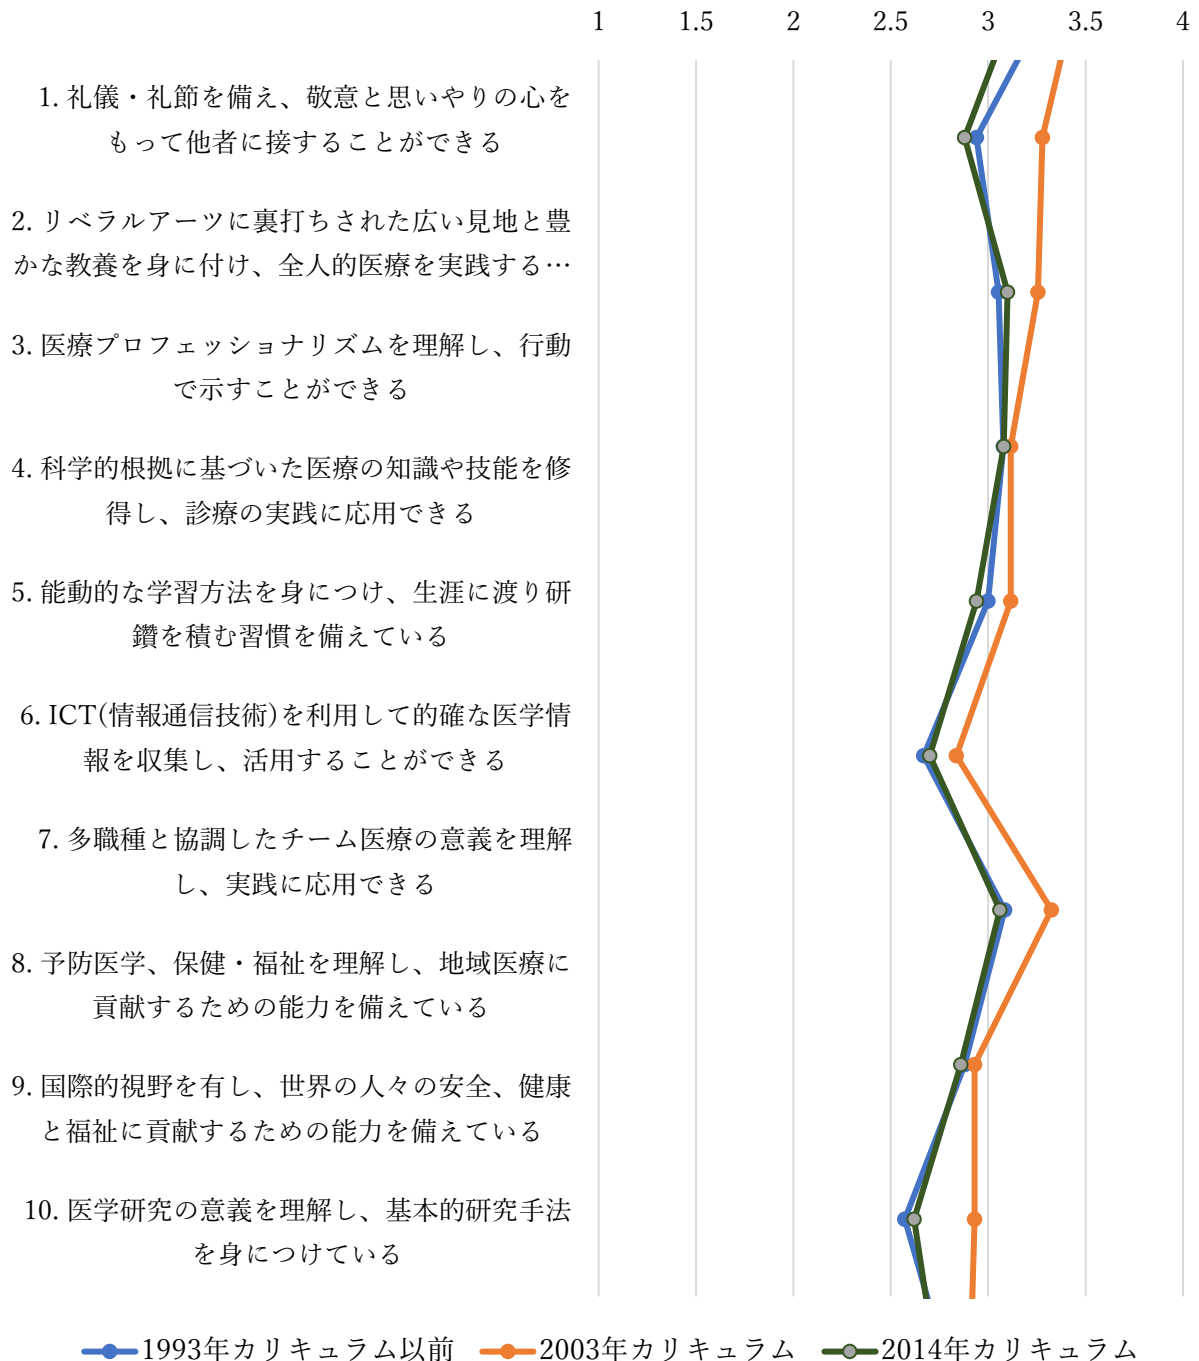 1 1.5 2 2.5 3 3.5 4
1. 礼儀・礼節を備え、敬意と思いやりの心を
もって他者に接することができる
2. リベラルアーツに裏打ちされた広い見地と豊
かな教養を身に付け、全人的医療を実践する…
3. 医療プロフェッショナリズムを理解し、行動
で示すことができる
4. 科学的根拠に基づいた医療の知識や技能を修
得し、診療の実践に応用できる
5. 能動的な学習方法を身につけ、生涯に渡り研
鑽を積む習慣を備えている
6. ICT(情報通信技術)を利用して的確な医学情
報を収集し、活用することができる
7. 多職種と協調したチーム医療の意義を理解
し、実践に応用できる
8. 予防医学、保健・福祉を理解し、地域医療に
貢献するための能力を備えている
9. 国際的視野を有し、世界の人々の安全、健康
と福祉に貢献するための能力を備えている
10. 医学研究の意義を理解し、基本的研究手法
を身につけている
1993年カリキュラム以前 2003年カリキュラム 2014年カリキュラム